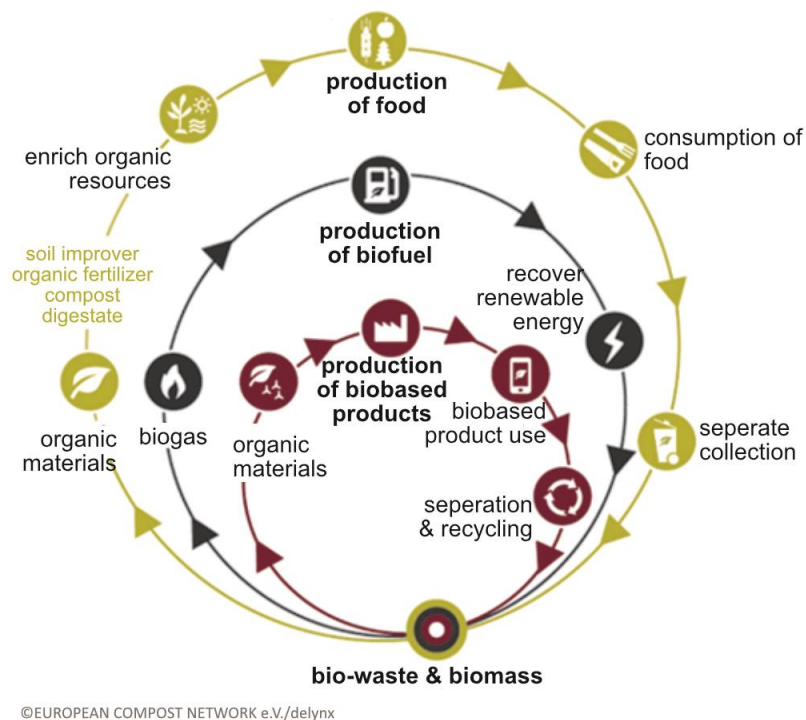 production
of food
consumption of
food
enrich organic
resources
production
of biofuel
soil improver
organic fertilizer
compost
digestate
recover
renewable
energy
production
of biobased
products
biobased
product use
organic
materials
biogas
organic
materials
seperate
collection
seperation
& recycling
bio-waste & biomass
©EUROPEAN COMPOST NETWORK e.V./delynx